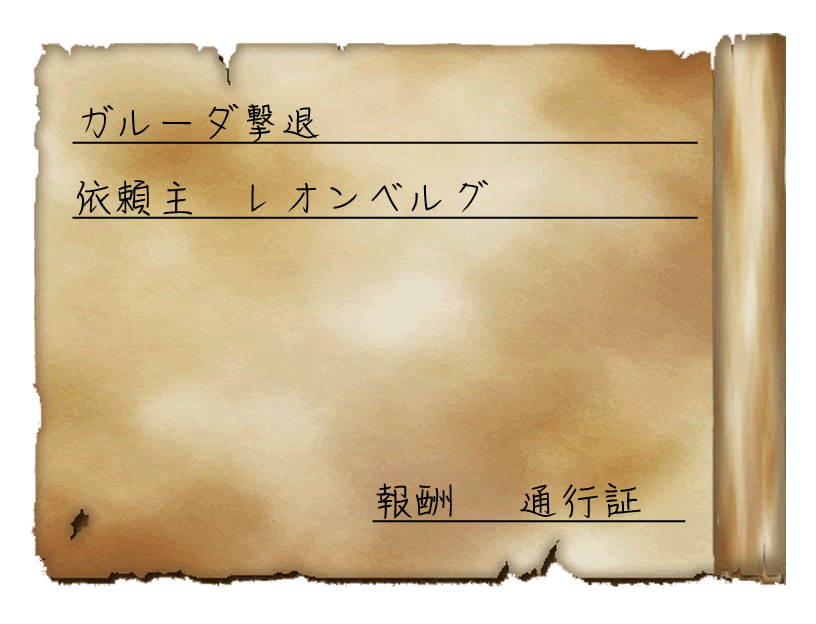 ガルーダ撃退
依頼主　レオンベルグ
報酬　通行証